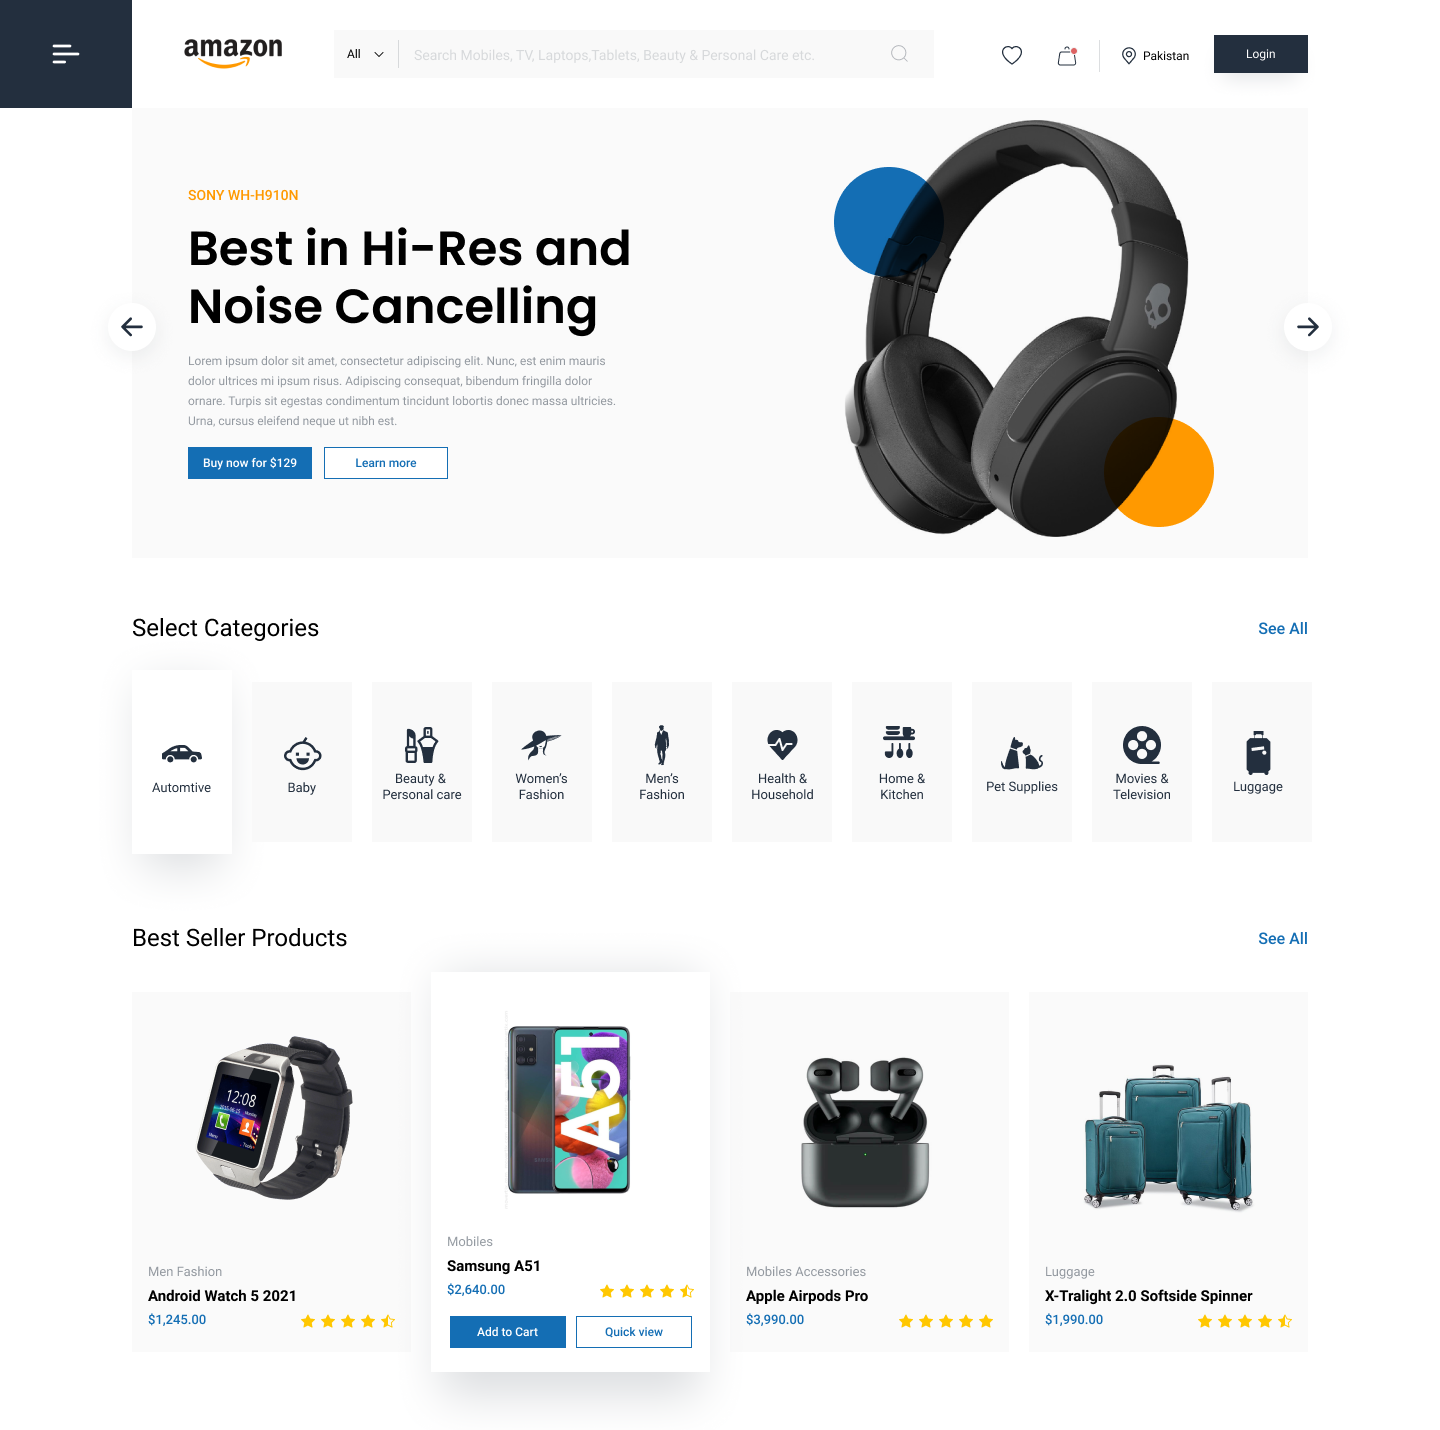 amazon
All
Search Mobiles, TV, Laptops,Tablets, Beauty & Personal Care etc.
Pakistan
Login
SONY WH-H910N
Best in Hi-Res and
Noise Cancelling
Lorem ipsum dolor sit amet, consectetur adipiscing elit. Nunc, est enim mauris
dolor ultrices mi ipsum risus. Adipiscing consequat, bibendum fringilla dolor
ornare. Turpis sit egestas condimentum tincidunt lobortis donec massa ultricies.
Urna, cursus eleifend neque ut nibh est.
Buy now for $129
Learn more
Select Categories
See All
Automtive
Baby
Beauty &
Personal care
Women's
Fashion
Men's
Fashion
Health &
Household
Home &
Kitchen
Pet Supplies
Movies &
Television
Luggage
Best Seller Products
See All
12:08
A51
Men Fashion
Android Watch 5 2021
$1,245.00
Mobiles
Samsung A51
$2,640.00
Add to Cart
Quick view
Mobiles Accessories
Apple Airpods Pro
$3,990.00
Luggage
X-Tralight 2.0 Softside Spinner
$1,990.00